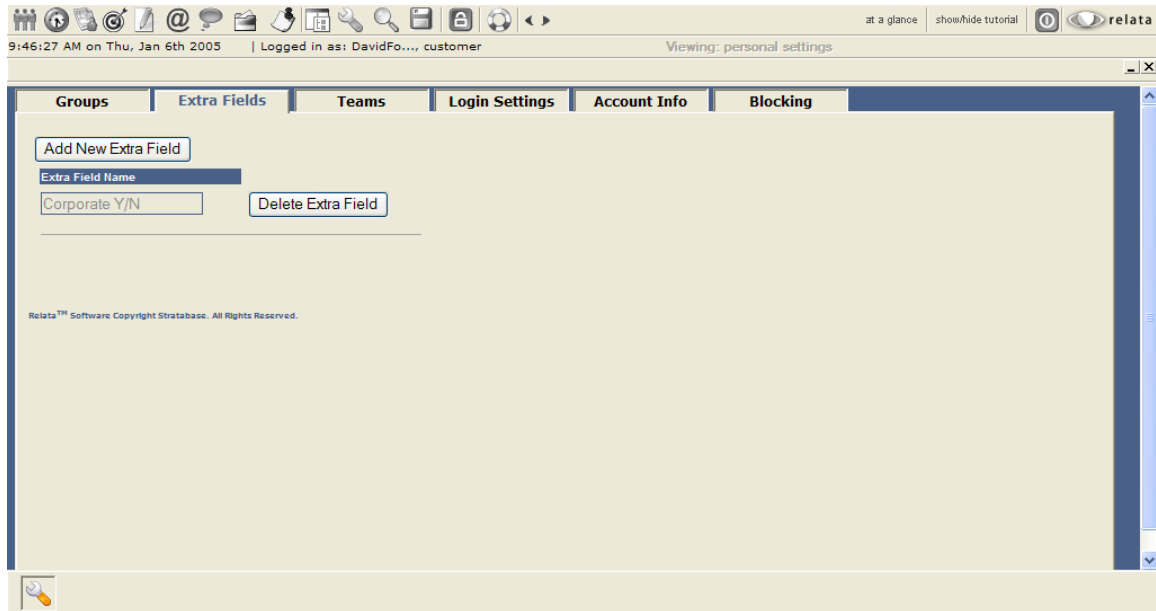 at a glance show/hide tutorial relata
9:46:27 AM on Thu, Jan 6th 2005 | Logged in as: DavidFo..., customer Viewing: personal settings
Groups Extra Fields Teams Login Settings Account Info Blocking
Add New Extra Field
Extra Field Name
Corporate Y/N Delete Extra Field
Relata™ Software Copyright Stratabase. All Rights Reserved.